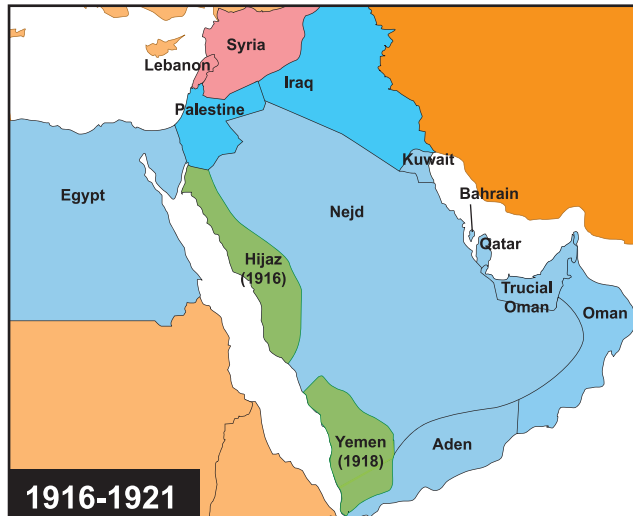 Syria
Lebanon
Iraq
Palestine
Kuwait
Egypt
Nejd
Bahrain
Qatar
Hijaz
(1916)
Trucial
Oman
Oman
Yemen
(1918)
Aden
1916-1921